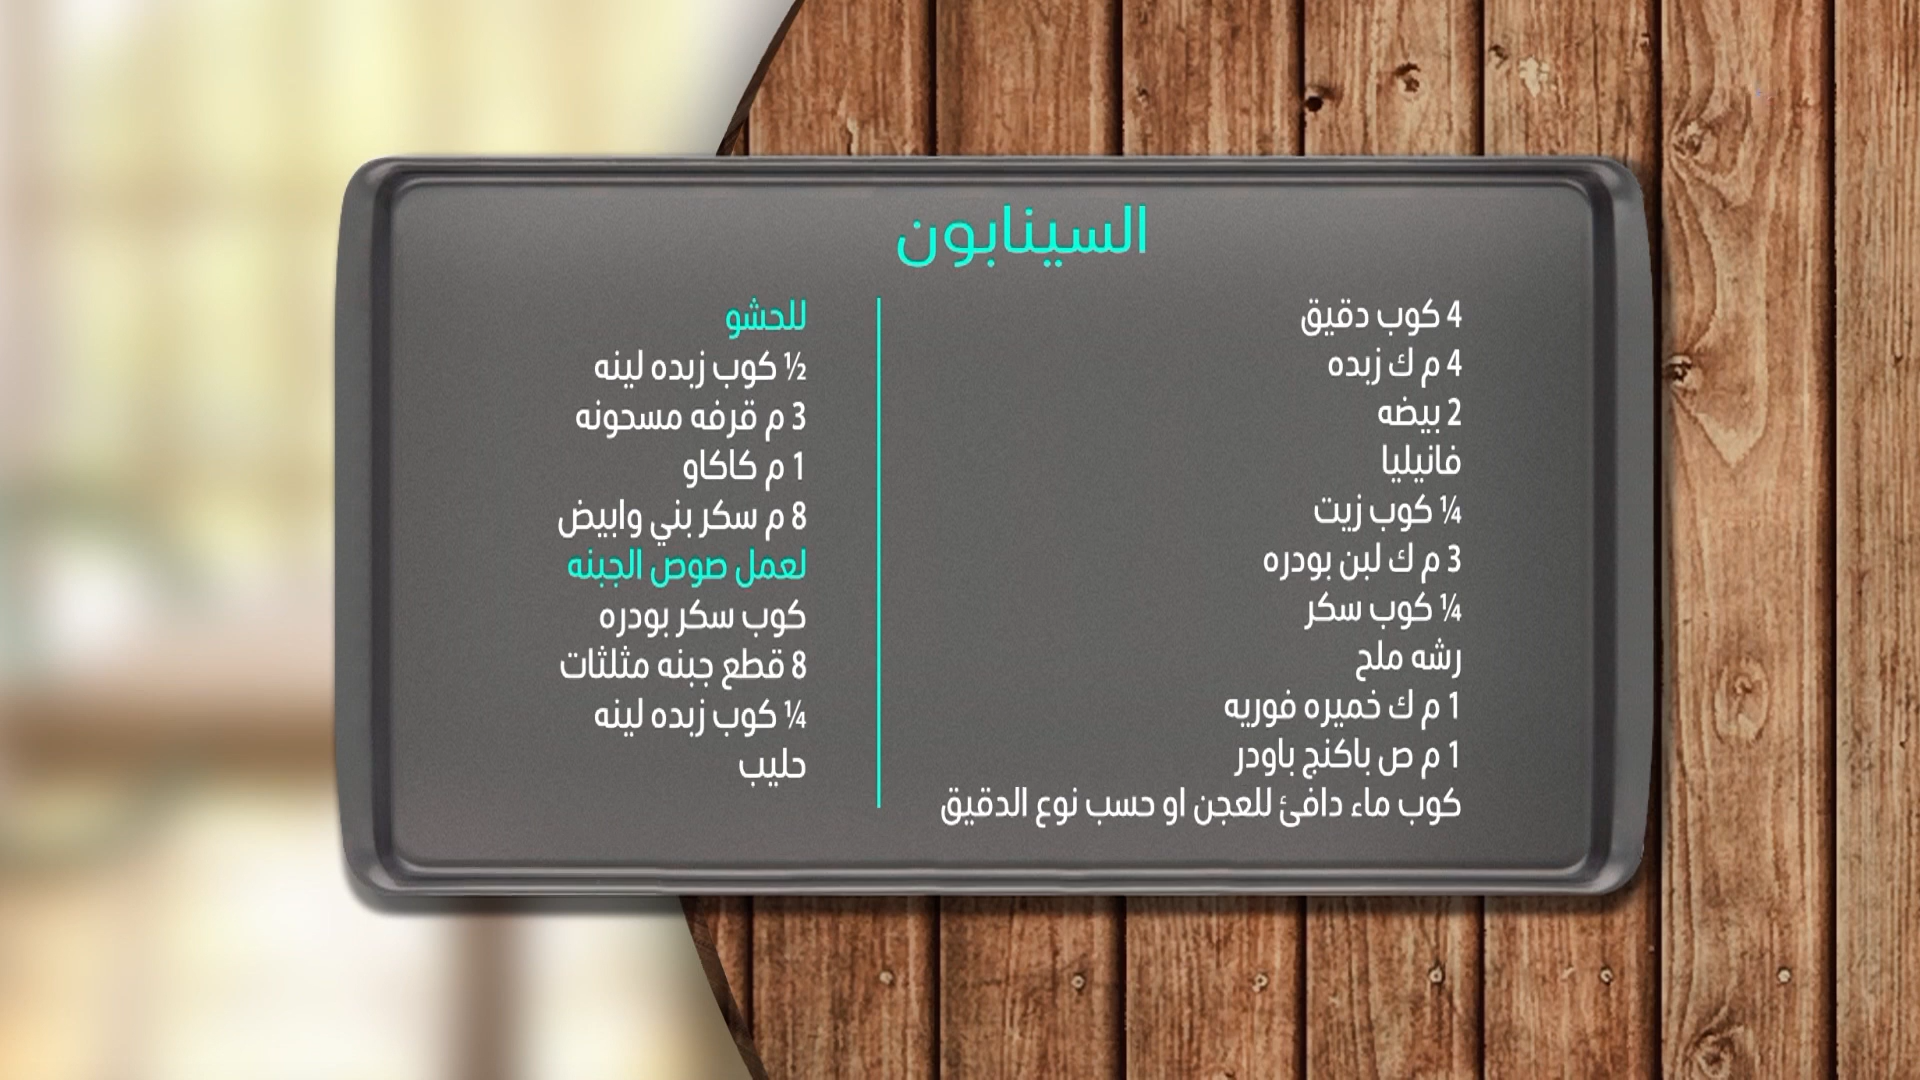 السينابون
4 كوب دقيق
4 م ك زبده
2 بيضه
فانيليا
¼ كوب زيت
3 م ك لبن بودره
¼ كوب سكر
رشه ملح
1 م ك خميره فوريه
1 م ص باكنج باودر
كوب ماء دافئ للعجن او حسب نوع الدقيق
للحشو
½ كوب زبده لينه
3 م قرفه مسحونه
1 م كاكاو
8 م سكر بني وابيض
لعمل صوص الجبنه
كوب سكر بودره
8 قطع جبنه مثلثات
¼ كوب زبده لينه
حليب